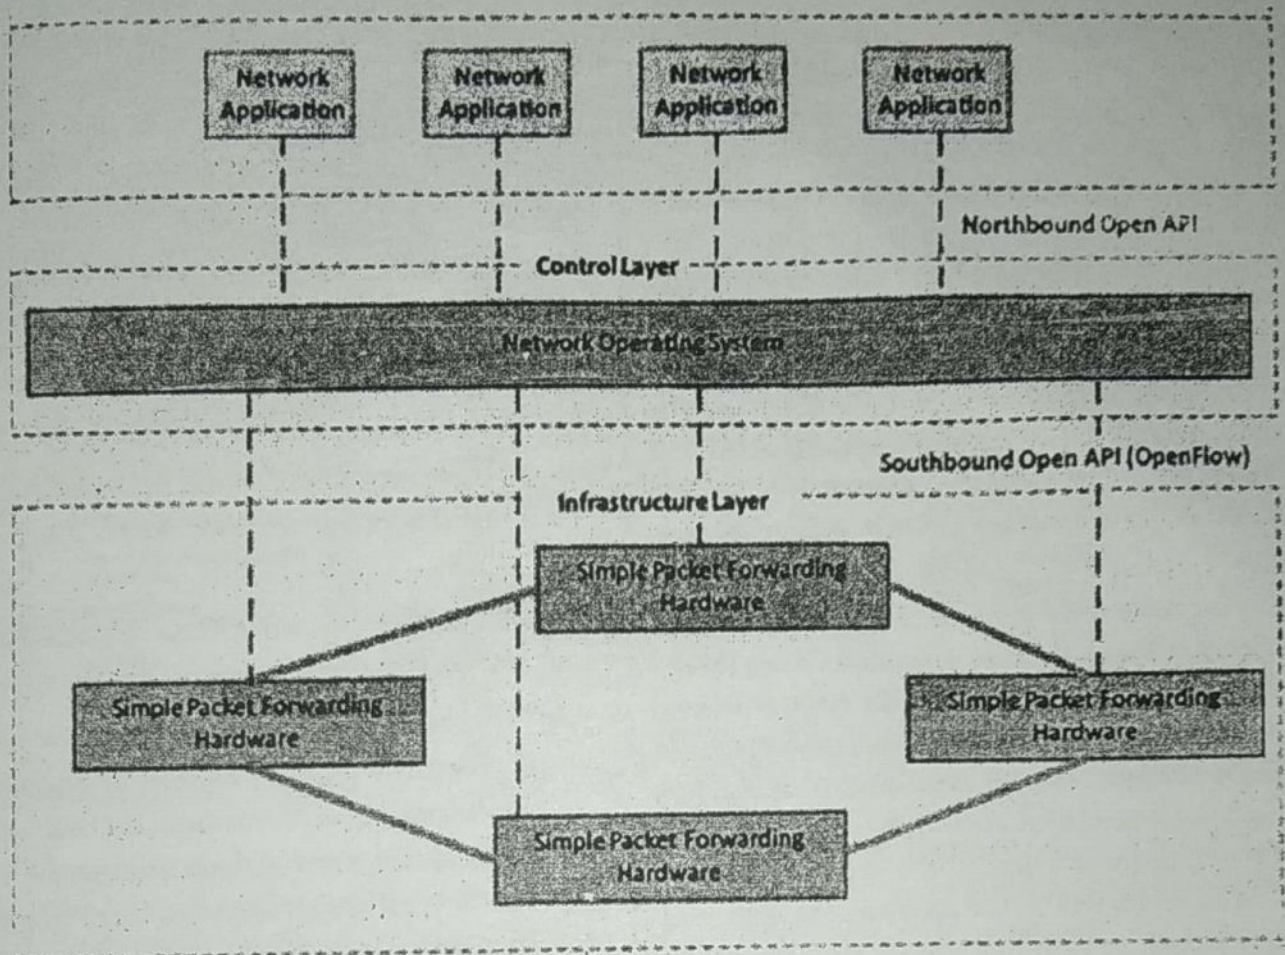 Network
Application
Network
Application
Network
Application
Network
Application
Northbound Open API
Control Layer
Network Operating System
Southbound Open API (OpenFlow)
Infrastructure Layer
Simple Packet Forwarding
Hardware
Simple Packet Forwarding
Hardware
Simple Packet Forwarding
Hardware
Simple Packet Forwarding
Hardware